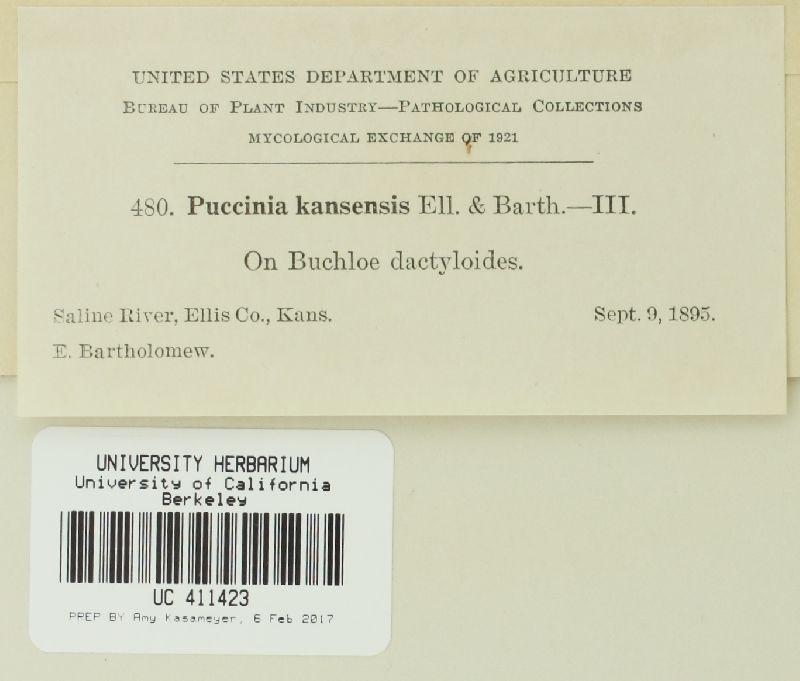 UNITED STATES DEPARTMENT OF AGRICULTURE
BUREAU OF PLANT INDUSTRY—PATHOLOGICAL COLLECTIONS
MYCOLOGICAL EXCHANGE OF 1921
480. Puccinia kansensis Ell. & Barth.—III.
On Buchloe dactyloides.
Saline River, Ellis Co., Kans. Sept. 9, 1895.
E. Bartholomew.
UNIVERSITY HERBARIUM
University of California
Berkeley
UC 411423
PREP BY Amy Kasameyer, 6 Feb 2017